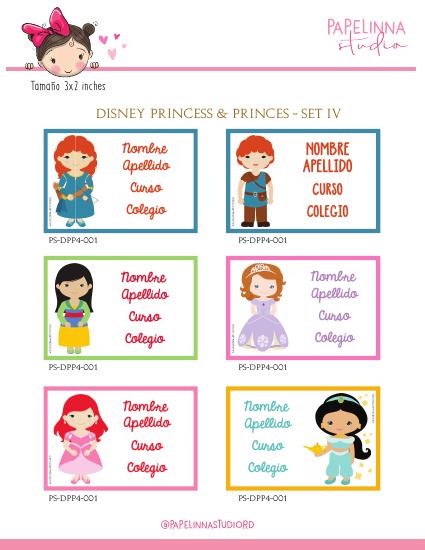 PAPELINNA
studio
Tamaño 3x2 inches
DISNEY PRINCESS & PRINCES - SET IV
Nombre
Apellido
Curso
Colegio
PS-DPP4-001
NOMBRE
APELLIDO
CURSO
COLEGIO
PS-DPP4-001
Nombre
Apellido
Curso
Colegio
PS-DPP4-001
Nombre
Apellido
Curso
Colegio
PS-DPP4-001
Nombre
Apellido
Curso
Colegio
PS-DPP4-001
Nombre
Apellido
Curso
Colegio
PS-DPP4-001
@PAPELINNASTUDIORD